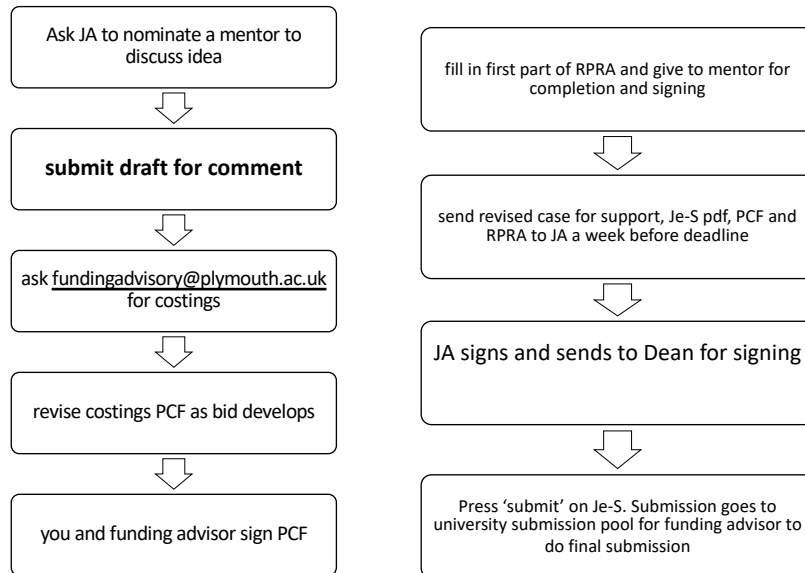 Ask JA to nominate a mentor to
discuss idea
submit draft for comment
ask fundingadvisory@plymouth.ac.uk
for costings
revise costings PCF as bid develops
you and funding advisor sign PCF
fill in first part of RPRA and give to mentor for
completion and signing
send revised case for support, Je-S pdf, PCF and
RPRA to JA a week before deadline
JA signs and sends to Dean for signing
Press ‘submit’ on Je-S. Submission goes to
university submission pool for funding advisor to
do final submission